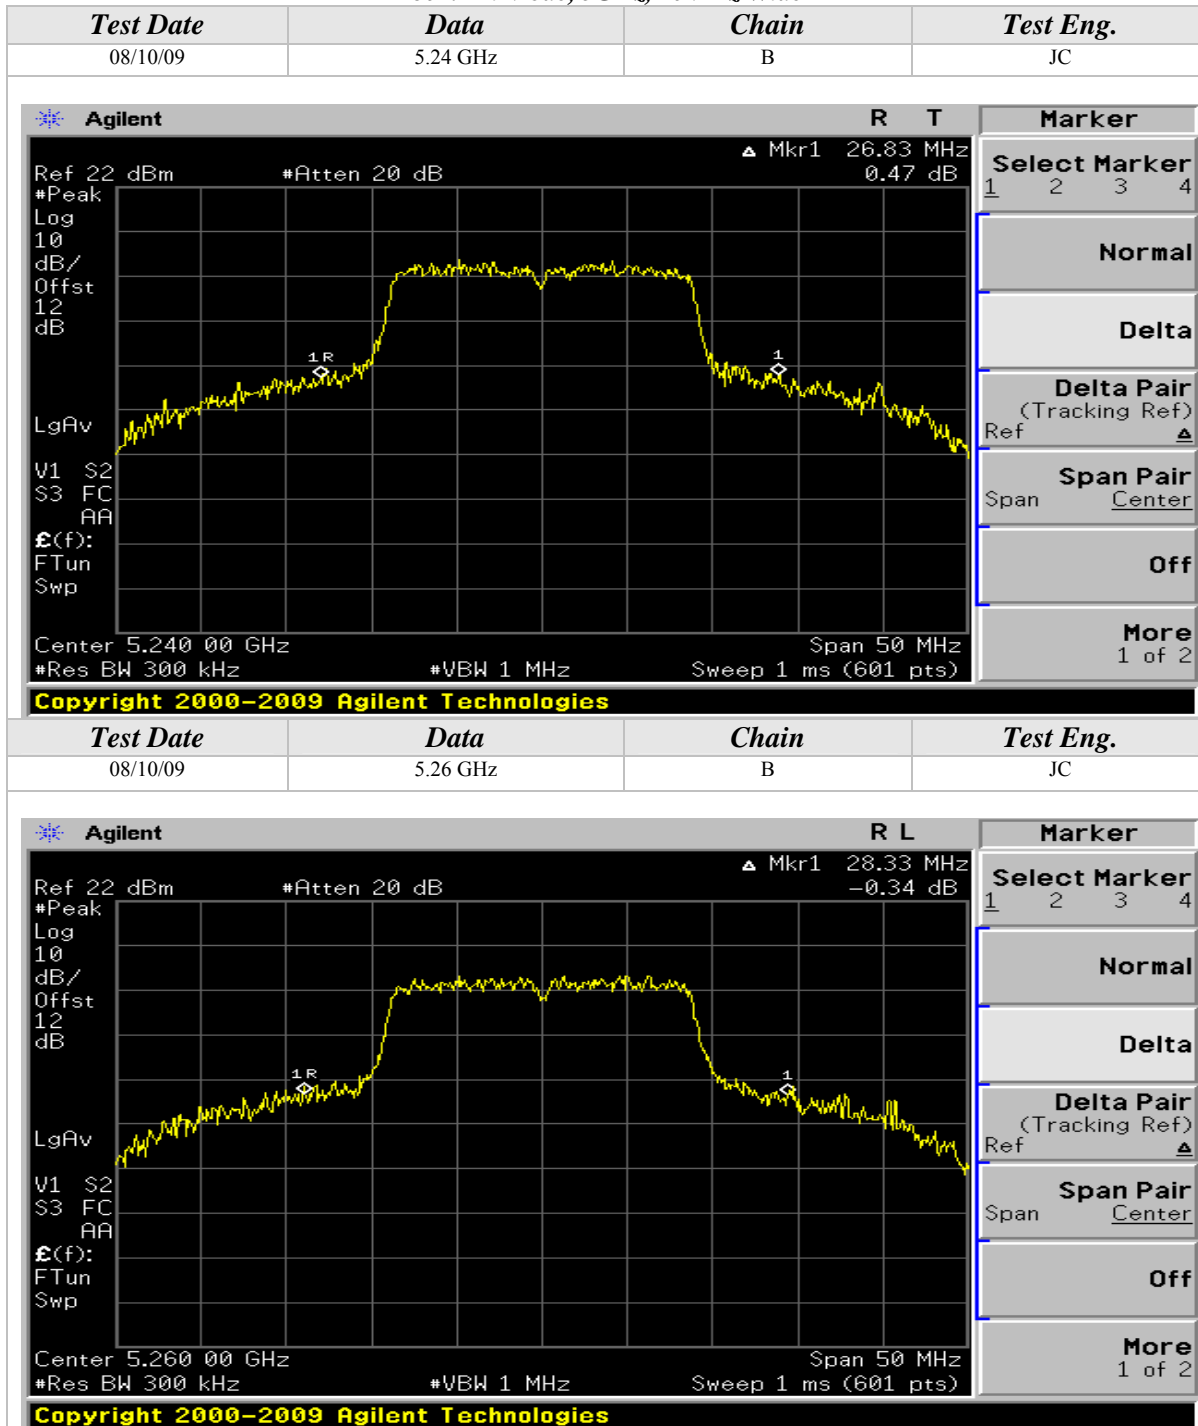 Test Date Data Chain Test Eng.
08/10/09 5.24 GHz B JC
Agilent R T Marker
Δ Mkr1 26.83 MHz
Ref 22 dBm #Atten 20 dB 0.47 dB
Select Marker
1 2 3 4
#Peak
Log
10
dB/
Offst
12
dB
1R
1
Normal
Delta
Delta Pair
(Tracking Ref)
Ref Δ
LgAv
V1 S2
S3 FC
AA
Span Pair
Span Center
£(f):
FTun
Swp
Off
Center 5.240 00 GHz Span 50 MHz
#Res BW 300 kHz #VBW 1 MHz Sweep 1 ms (601 pts)
More
1 of 2
Copyright 2000-2009 Agilent Technologies
Test Date Data Chain Test Eng.
08/10/09 5.26 GHz B JC
Agilent R L Marker
Δ Mkr1 28.33 MHz
Ref 22 dBm #Atten 20 dB -0.34 dB
Select Marker
1 2 3 4
#Peak
Log
10
dB/
Offst
12
dB
1R
1
Normal
Delta
Delta Pair
(Tracking Ref)
Ref Δ
LgAv
V1 S2
S3 FC
AA
Span Pair
Span Center
£(f):
FTun
Swp
Off
Center 5.260 00 GHz Span 50 MHz
#Res BW 300 kHz #VBW 1 MHz Sweep 1 ms (601 pts)
More
1 of 2
Copyright 2000-2009 Agilent Technologies